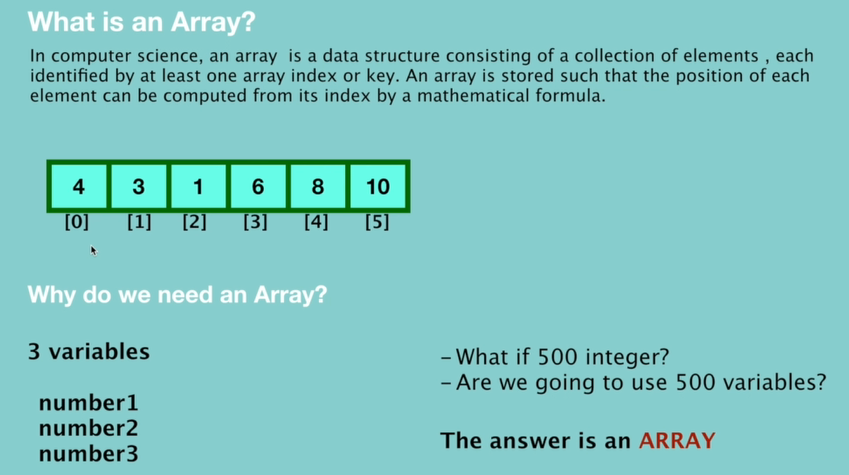 What is an Array?
In computer science, an array is a data structure consisting of a collection of elements , each
identified by at least one array index or key. An array is stored such that the position of each
element can be computed from its index by a mathematical formula.
4 3 1 6 8 10
[0] [1] [2] [3] [4] [5]
Why do we need an Array?
3 variables
number1
number2
number3
– What if 500 integer?
– Are we going to use 500 variables?
The answer is an ARRAY